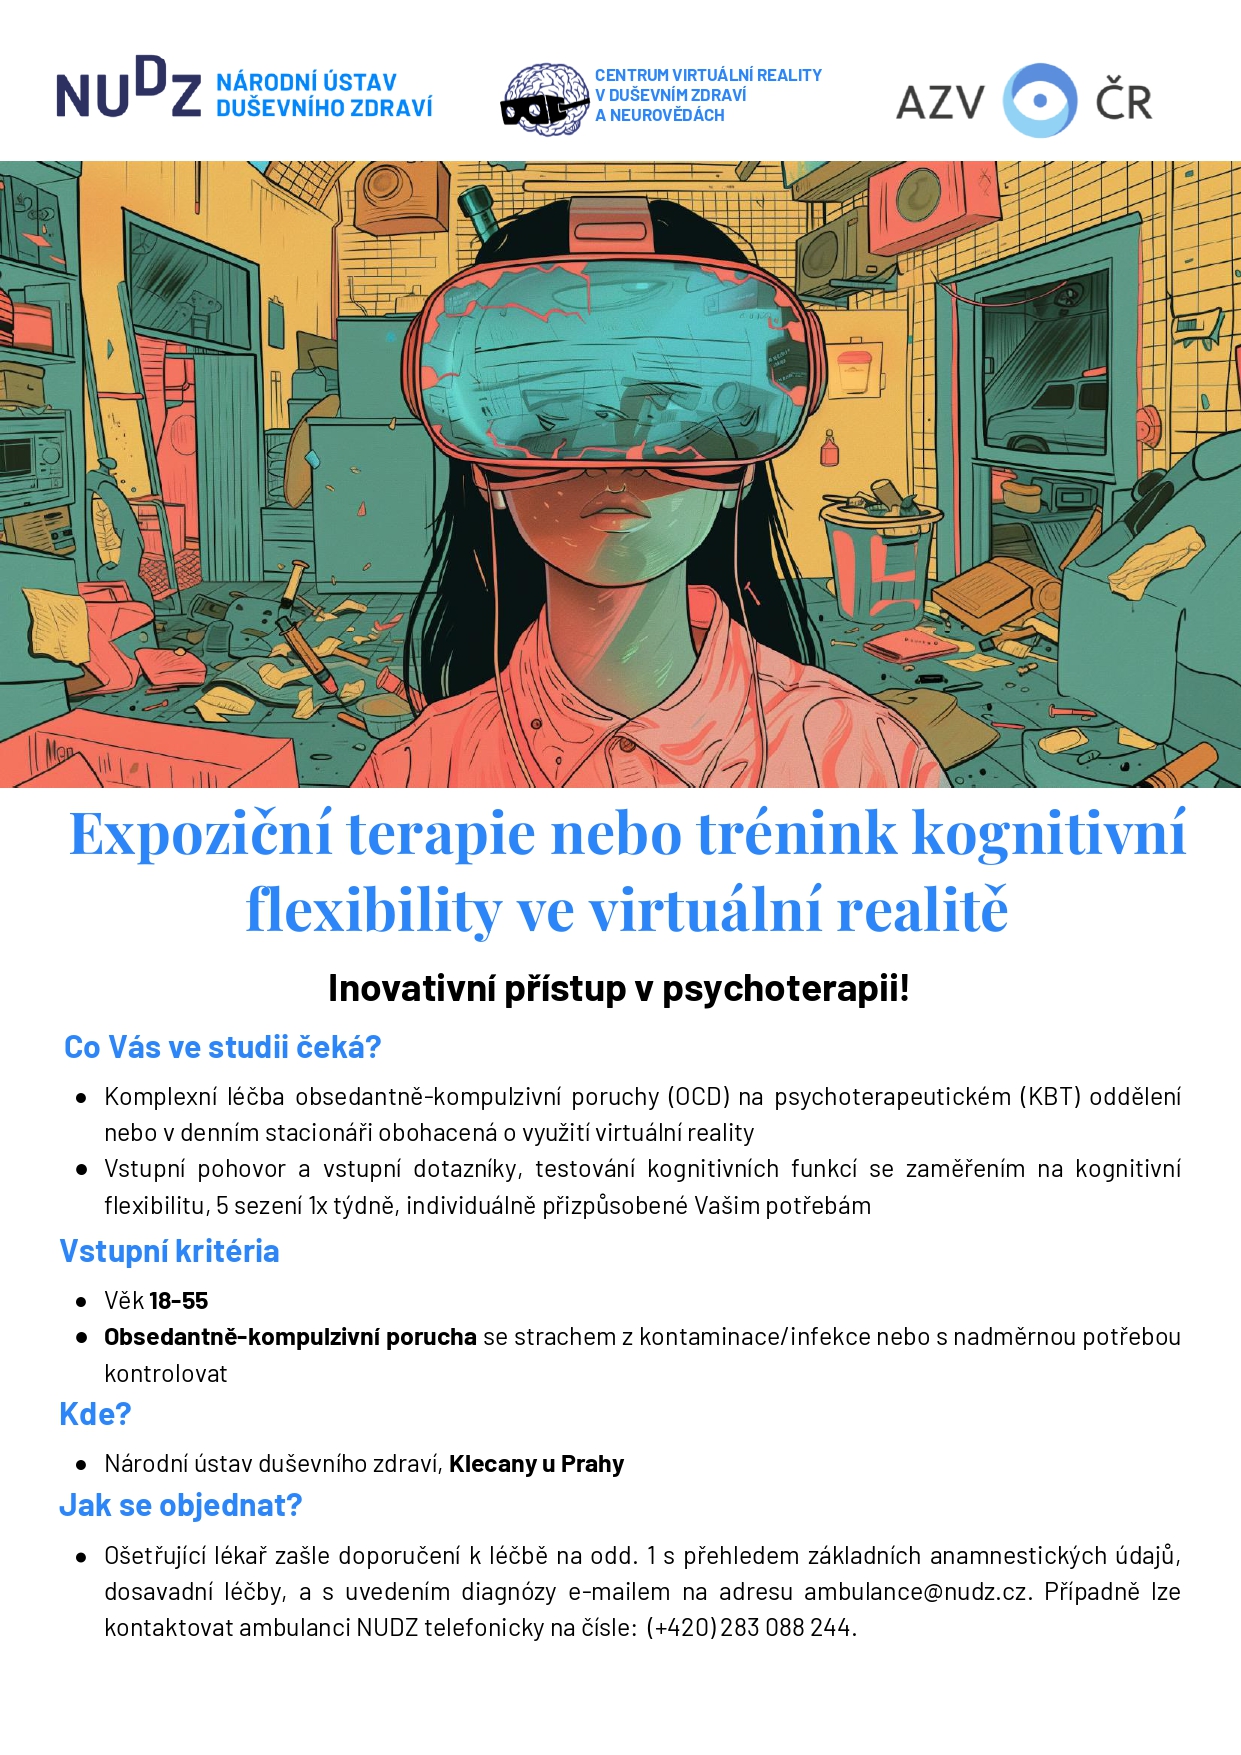 NUDZ NÁRODNÍ ÚSTAV
DUŠEVNÍHO ZDRAVÍ
CENTRUM VIRTUÁLNÍ REALITY
V DUŠEVNÍM ZDRAVÍ
A NEUROVĚDÁCH
AZV ČR
Expoziční terapie nebo trénink kognitivní
flexibility ve virtuální realitě
Inovativní přístup v psychoterapii!
Co Vás ve studii čeká?
● Komplexní léčba obsedantně-kompulzivní poruchy (OCD) na psychoterapeutickém (KBT) oddělení
nebo v denním stacionáři obohacená o využití virtuální reality
● Vstupní pohovor a vstupní dotazníky, testování kognitivních funkcí se zaměřením na kognitivní
flexibilitu, 5 sezení 1x týdně, individuálně přizpůsobené Vašim potřebám
Vstupní kritéria
● Věk 18-55
● Obsedantně-kompulzivní porucha se strachem z kontaminace/infekce nebo s nadměrnou potřebou
kontrolovat
Kde?
● Národní ústav duševního zdraví, Klecany u Prahy
Jak se objednat?
● Ošetřující lékař zašle doporučení k léčbě na odd. 1 s přehledem základních anamnestických údajů,
dosavadní léčby, a s uvedením diagnózy e-mailem na adresu ambulance@nudz.cz. Případně lze
kontaktovat ambulanci NUDZ telefonicky na čísle: (+420) 283 088 244.